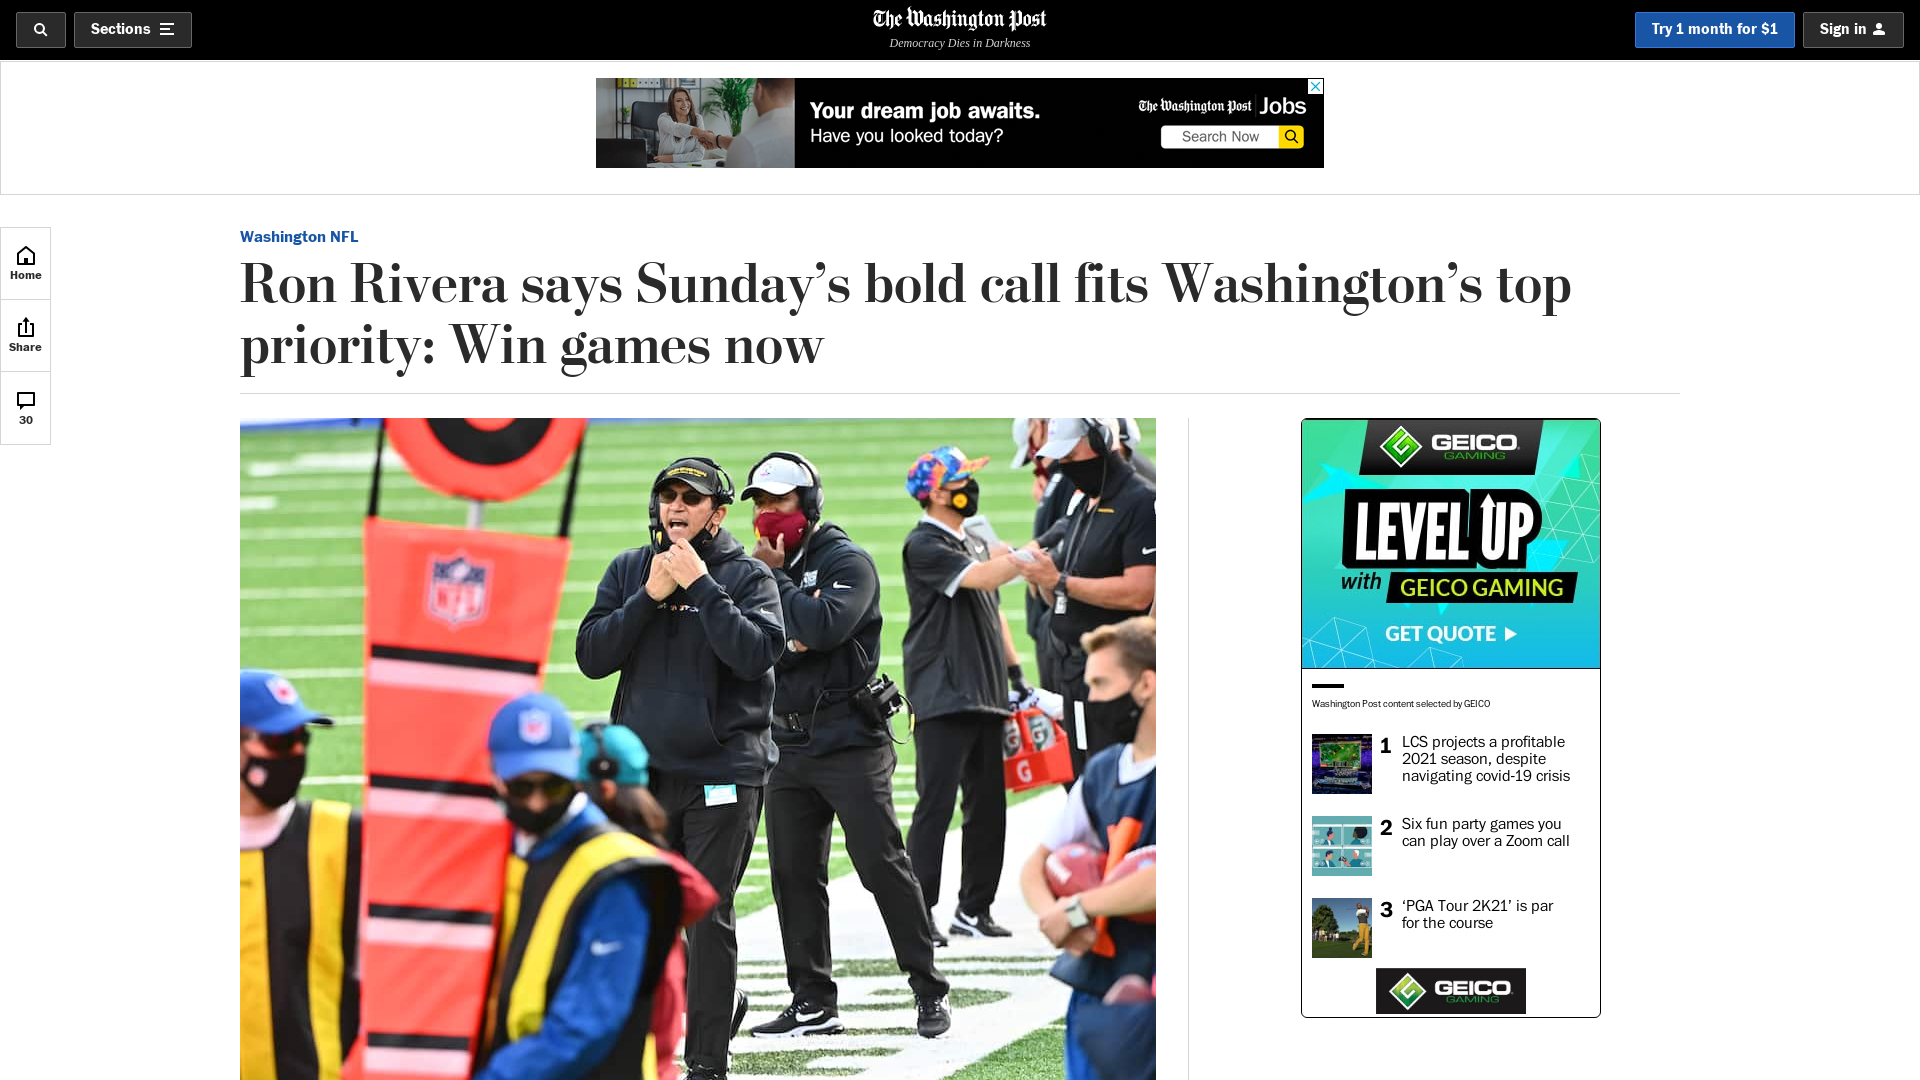 Sections
The Washington Post
Democracy Dies in Darkness
Try 1 month for $1
Sign in
Your dream job awaits.
Have you looked today?
The Washington Post Jobs
Search Now
Home
Share
30
Washington NFL
Ron Rivera says Sunday’s bold call fits Washington’s top
priority: Win games now
NFL
G
G
G
GEICO
GAMING
LEVEL UP
with GEICO GAMING
GET QUOTE
Washington Post content selected by GEICO
1 LCS projects a profitable
2021 season, despite
navigating covid-19 crisis
2 Six fun party games you
can play over a Zoom call
3 ‘PGA Tour 2K21’ is par
for the course
GEICO
GAMING